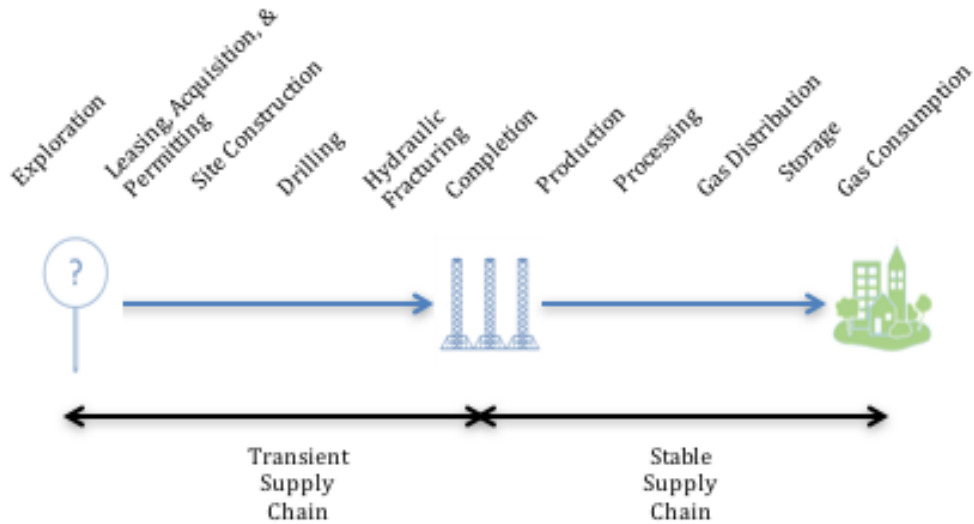 Exploration
Leasing, Acquisition, &
Permitting
Site Construction
Drilling
Hydraulic
Fracturing
Completion
Production
Processing
Gas Distribution
Storage
Gas Consumption
?
Transient
Supply
Chain
Stable
Supply
Chain